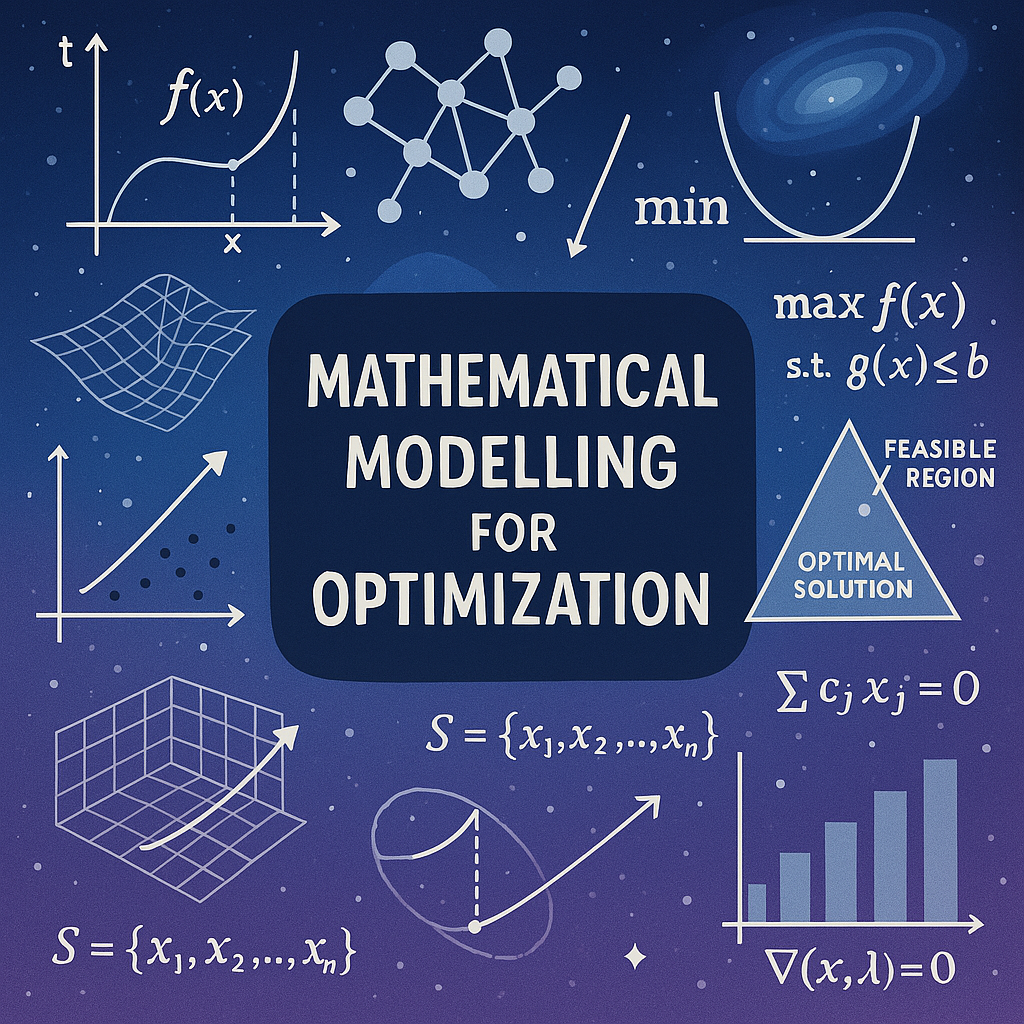 t
f(x)
x
min
max f(x)
s.t. g(x) ≤ b
MATHEMATICAL
MODELLING
FOR
OPTIMIZATION
FEASIBLE
REGION
OPTIMAL
SOLUTION
∑ cⱼ xⱼ = 0
S = {x₁, x₂ ,..., xₙ}
S = {x₁, x₂ ,..., xₙ}
∇(x, λ) = 0